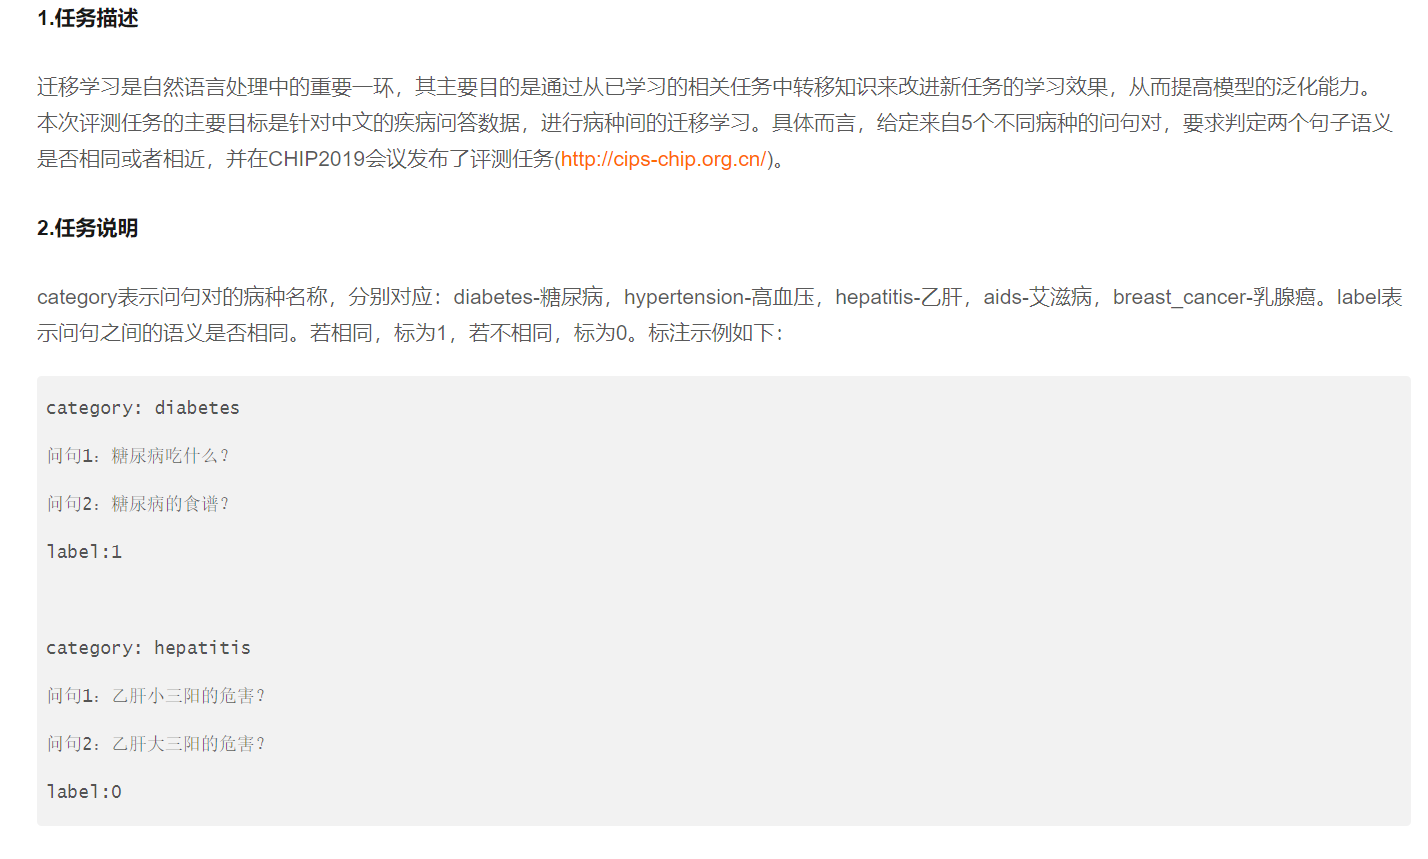 1.任务描述
迁移学习是自然语言处理中的重要一环，其主要目的是通过从已学习的相关任务中转移知识来改进新任务的学习效果，从而提高模型的泛化能力。
本次评测任务的主要目标是针对中文的疾病问答数据，进行病种间的迁移学习。具体而言，给定来自5个不同病种的问句对，要求判定两个句子语义
是否相同或者相近，并在CHIP2019会议发布了评测任务(http://cips-chip.org.cn/)。
2.任务说明
category表示问句对的病种名称，分别对应：diabetes-糖尿病，hypertension-高血压，hepatitis-乙肝，aids-艾滋病，breast_cancer-乳腺癌。label表
示问句之间的语义是否相同。若相同，标为1，若不相同，标为0。标注示例如下：
category: diabetes
问句1：糖尿病吃什么？
问句2：糖尿病的食谱？
label:1
category: hepatitis
问句1：乙肝小三阳的危害？
问句2：乙肝大三阳的危害？
label:0